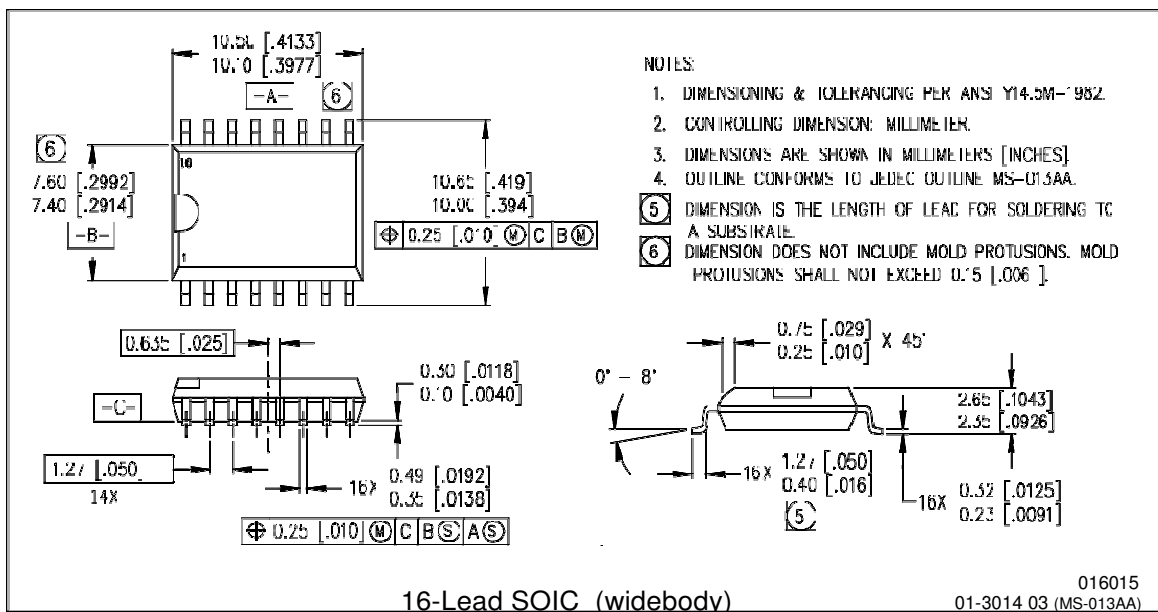 10.50 [.4133]
10.10 [.3977]
-A-
6
6
7.60 [.2992]
7.40 [.2914]
-B-
16
1
10.65 [.419]
10.00 [.394]
⌖ 0.25 [.010] Ⓜ C B Ⓜ
NOTES:
1. DIMENSIONING & TOLERANCING PER ANSI Y14.5M-1982.
2. CONTROLLING DIMENSION: MILLIMETER.
3. DIMENSIONS ARE SHOWN IN MILLIMETERS [INCHES]
4. OUTLINE CONFORMS TO JEDEC OUTLINE MS-013AA.
5 DIMENSION IS THE LENGTH OF LEAD FOR SOLDERING TO
A SUBSTRATE.
6 DIMENSION DOES NOT INCLUDE MOLD PROTUSIONS. MOLD
PROTUSIONS SHALL NOT EXCEED 0.15 [.006 ].
0.635 [.025]
0.30 [.0118]
0.10 [.0040]
-C-
1.27 [.050]
14X
16X 0.49 [.0192]
0.35 [.0138]
⌖ 0.25 [.010] Ⓜ C B Ⓢ A Ⓢ
0.75 [.029]
0.25 [.010] X 45°
0° - 8°
2.65 [.1043]
2.35 [.0926]
16X 1.27 [.050]
0.40 [.016]
5
16X 0.32 [.0125]
0.23 [.0091]
16-Lead SOIC (widebody)
016015
01-3014 03 (MS-013AA)